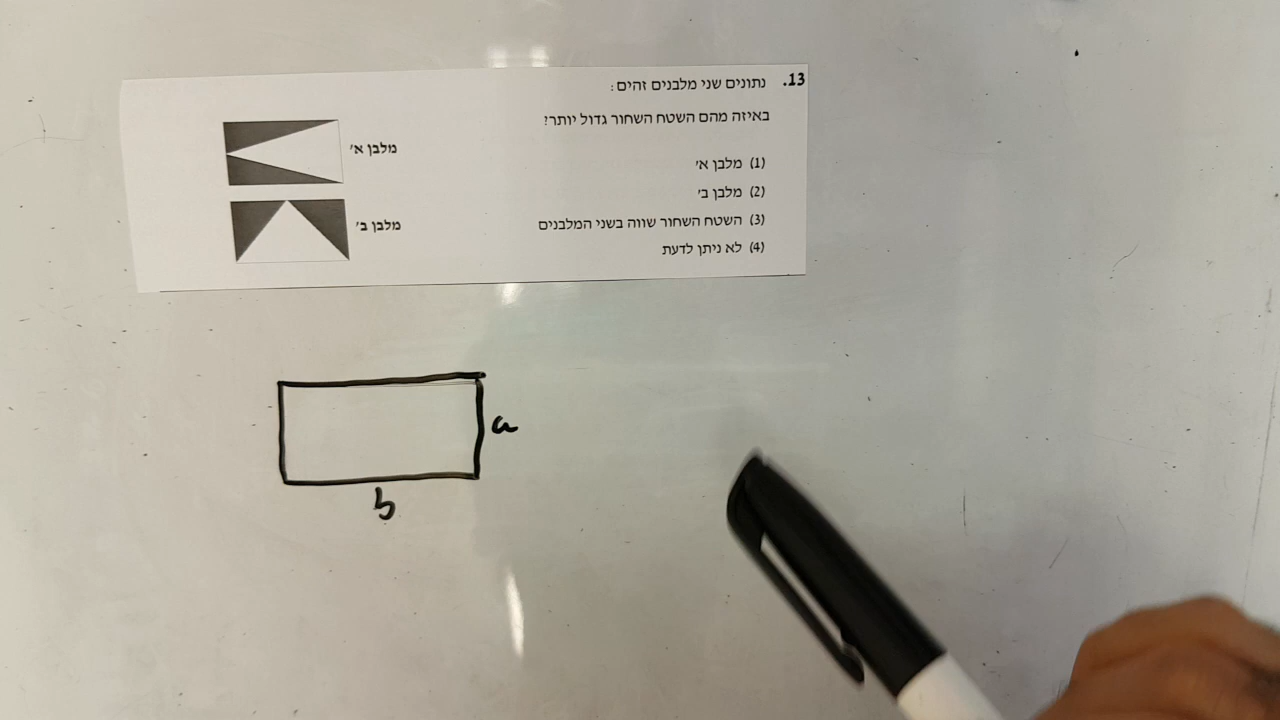 13. נתונים שני מלבנים זהים:
באיזה מהם השטח השחור גדול יותר?
(1) מלבן א'
(2) מלבן ב'
(3) השטח השחור שווה בשני המלבנים
(4) לא ניתן לדעת
מלבן א'
מלבן ב'
a
b